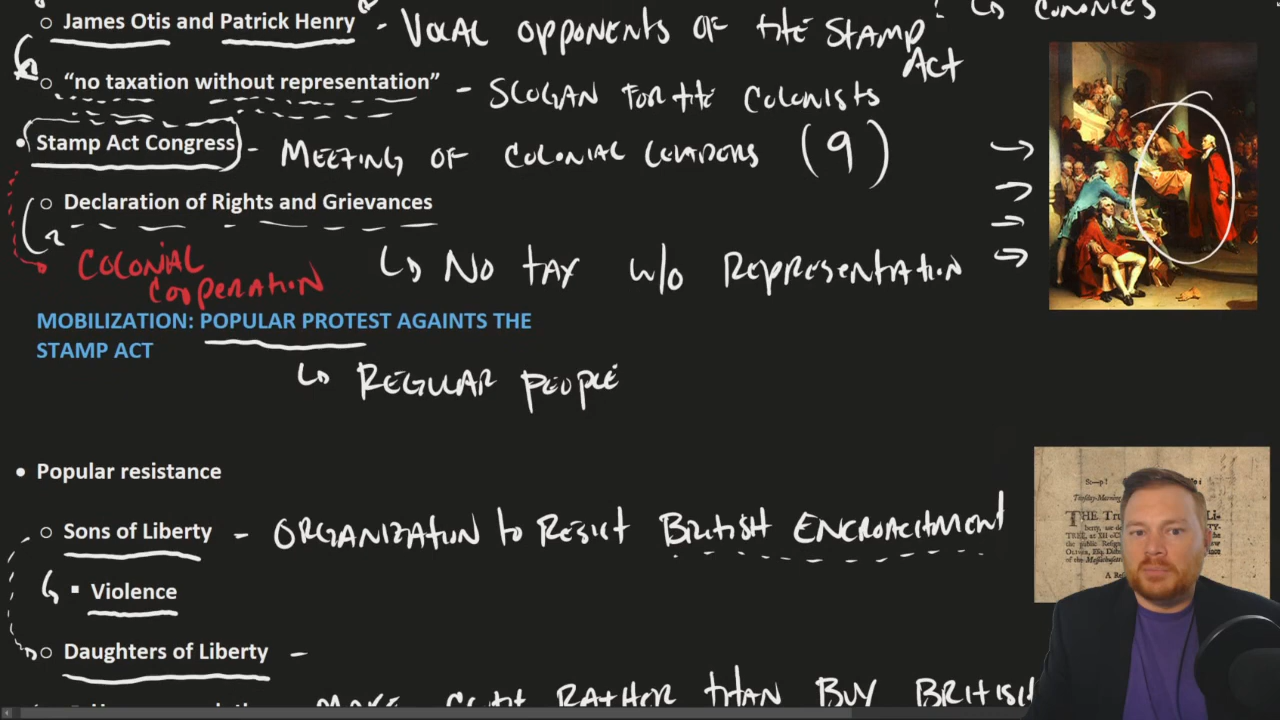 COLONIES
James Otis and Patrick Henry - VOCAL OPPONENTS OF THE STAMP ACT
"no taxation without representation" - SLOGAN FOR THE COLONISTS
Stamp Act Congress - MEETING OF COLONIAL LEADERS (9)
Declaration of Rights and Grievances
COLONIAL COOPERATION
NO TAX W/O REPRESENTATION
MOBILIZATION: POPULAR PROTEST AGAINTS THE
STAMP ACT
REGULAR PEOPLE
Popular resistance
Sons of Liberty - ORGANIZATION TO RESIST BRITISH ENCROACHMENT
Violence
Daughters of Liberty -
RATHER THAN BUY BRITISH